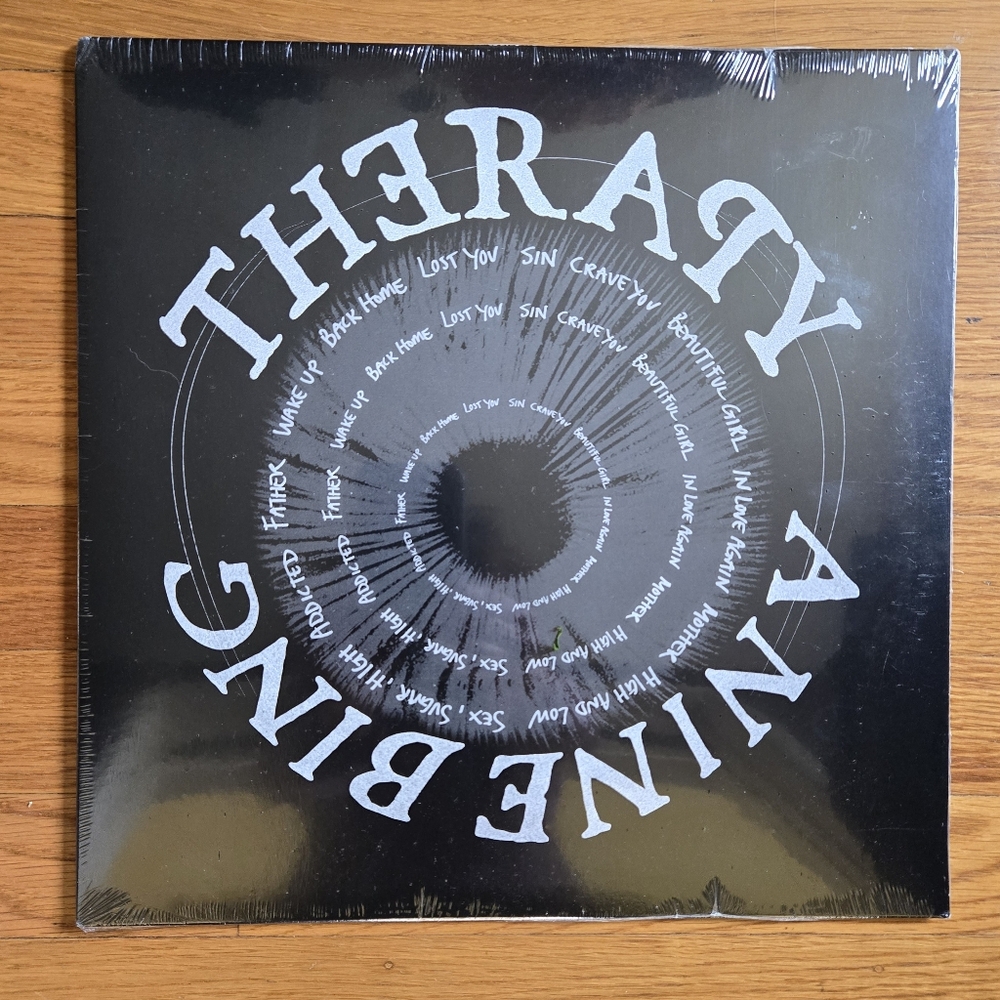 THERAPY
ANINE BING
SIN CRAVE YOU BEAUTIFUL GIRL IN LOVE AGAIN MOTHER HIGH AND LOW SEX, SUGAR, HIGH ADDICTED FATHER WAKE UP BACK HOME LOST YOU
SIN CRAVE YOU BEAUTIFUL GIRL IN LOVE AGAIN MOTHER HIGH AND LOW SEX, SUGAR, HIGH ADDICTED FATHER WAKE UP BACK HOME LOST YOU
SIN CRAVE YOU BEAUTIFUL GIRL IN LOVE AGAIN MOTHER HIGH AND LOW SEX, SUGAR, HIGH ADDICTED FATHER WAKE UP BACK HOME LOST YOU